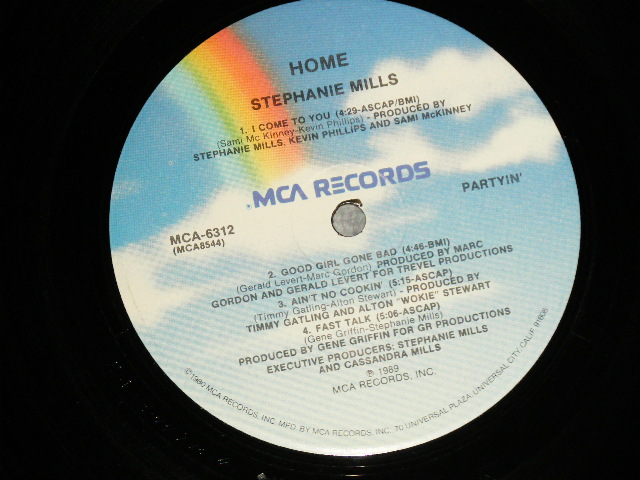 HOME
STEPHANIE MILLS
1. I COME TO YOU (4:29-ASCAP/BMI)
(Sami Mc Kinney-Kevin Phillips) - PRODUCED BY
STEPHANIE MILLS, KEVIN PHILLIPS AND SAMI McKINNEY
MCA RECORDS
PARTYIN'
MCA-6312
(MCA8544)
2. GOOD GIRL GONE BAD (4:46-BMI)
(Gerald Levert-Marc Gordon) PRODUCED BY MARC
GORDON AND GERALD LEVERT FOR TREVEL PRODUCTIONS
3. AIN'T NO COOKIN' (5:15-ASCAP)
(Timmy Gatling-Alton Stewart) - PRODUCED BY
TIMMY GATLING AND ALTON "WOKIE" STEWART
4. FAST TALK (5:06-ASCAP)
(Gene Griffin-Stephanie Mills)
PRODUCED BY GENE GRIFFIN FOR GR PRODUCTIONS
EXECUTIVE PRODUCERS: STEPHANIE MILLS
AND CASSANDRA MILLS
℗ 1989
MCA RECORDS, INC.
©1980 MCA RECORDS, INC. MFD. BY MCA RECORDS, INC. 70 UNIVERSAL PLAZA, UNIVERSAL CITY, CALIF. 91608